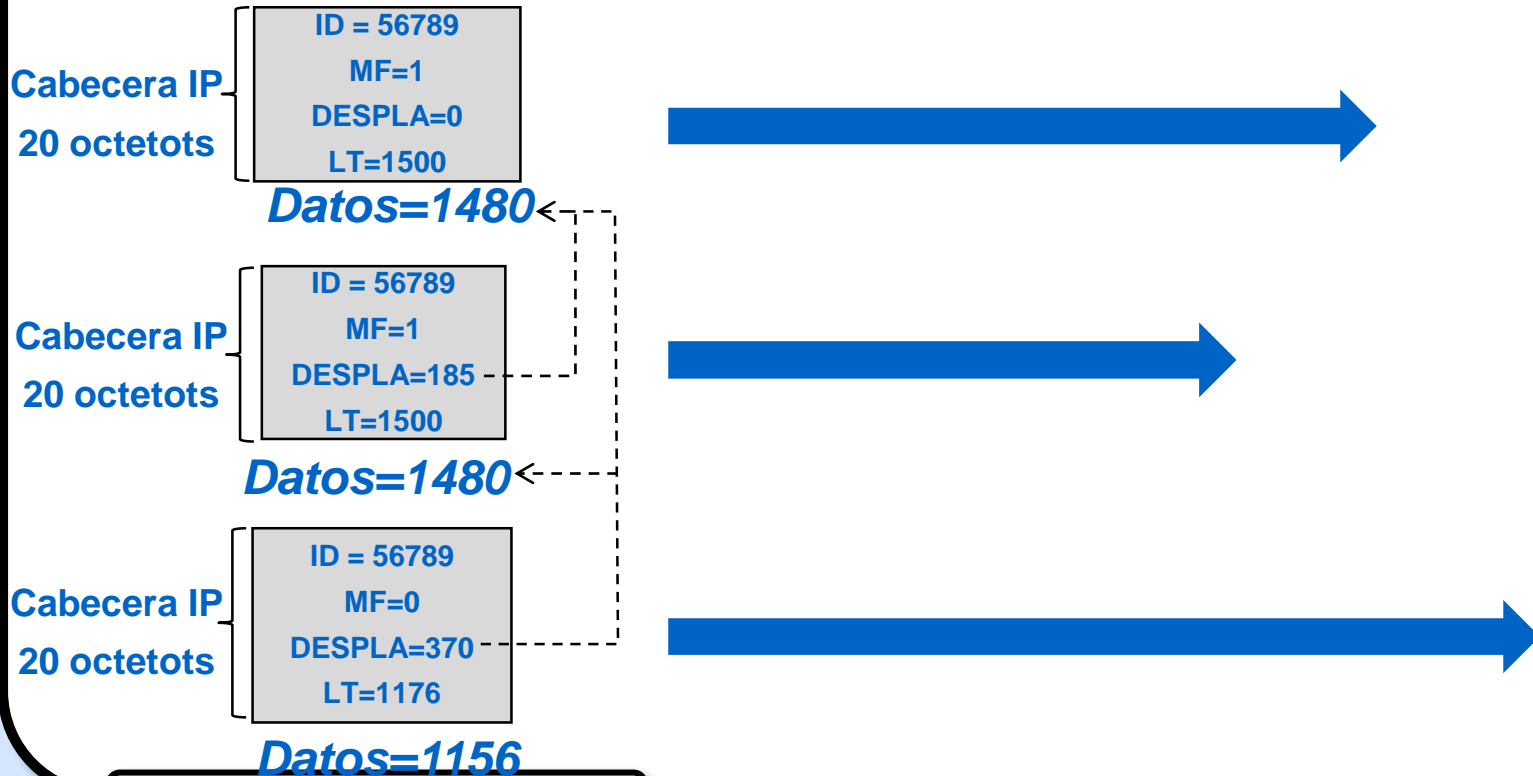 ID = 56789
MF=1
DESPLA=0
LT=1500
Cabecera IP
20 octetots
Datos=1480
ID = 56789
MF=1
DESPLA=185
LT=1500
Cabecera IP
20 octetots
Datos=1480
ID = 56789
MF=0
DESPLA=370
LT=1176
Cabecera IP
20 octetots
Datos=1156